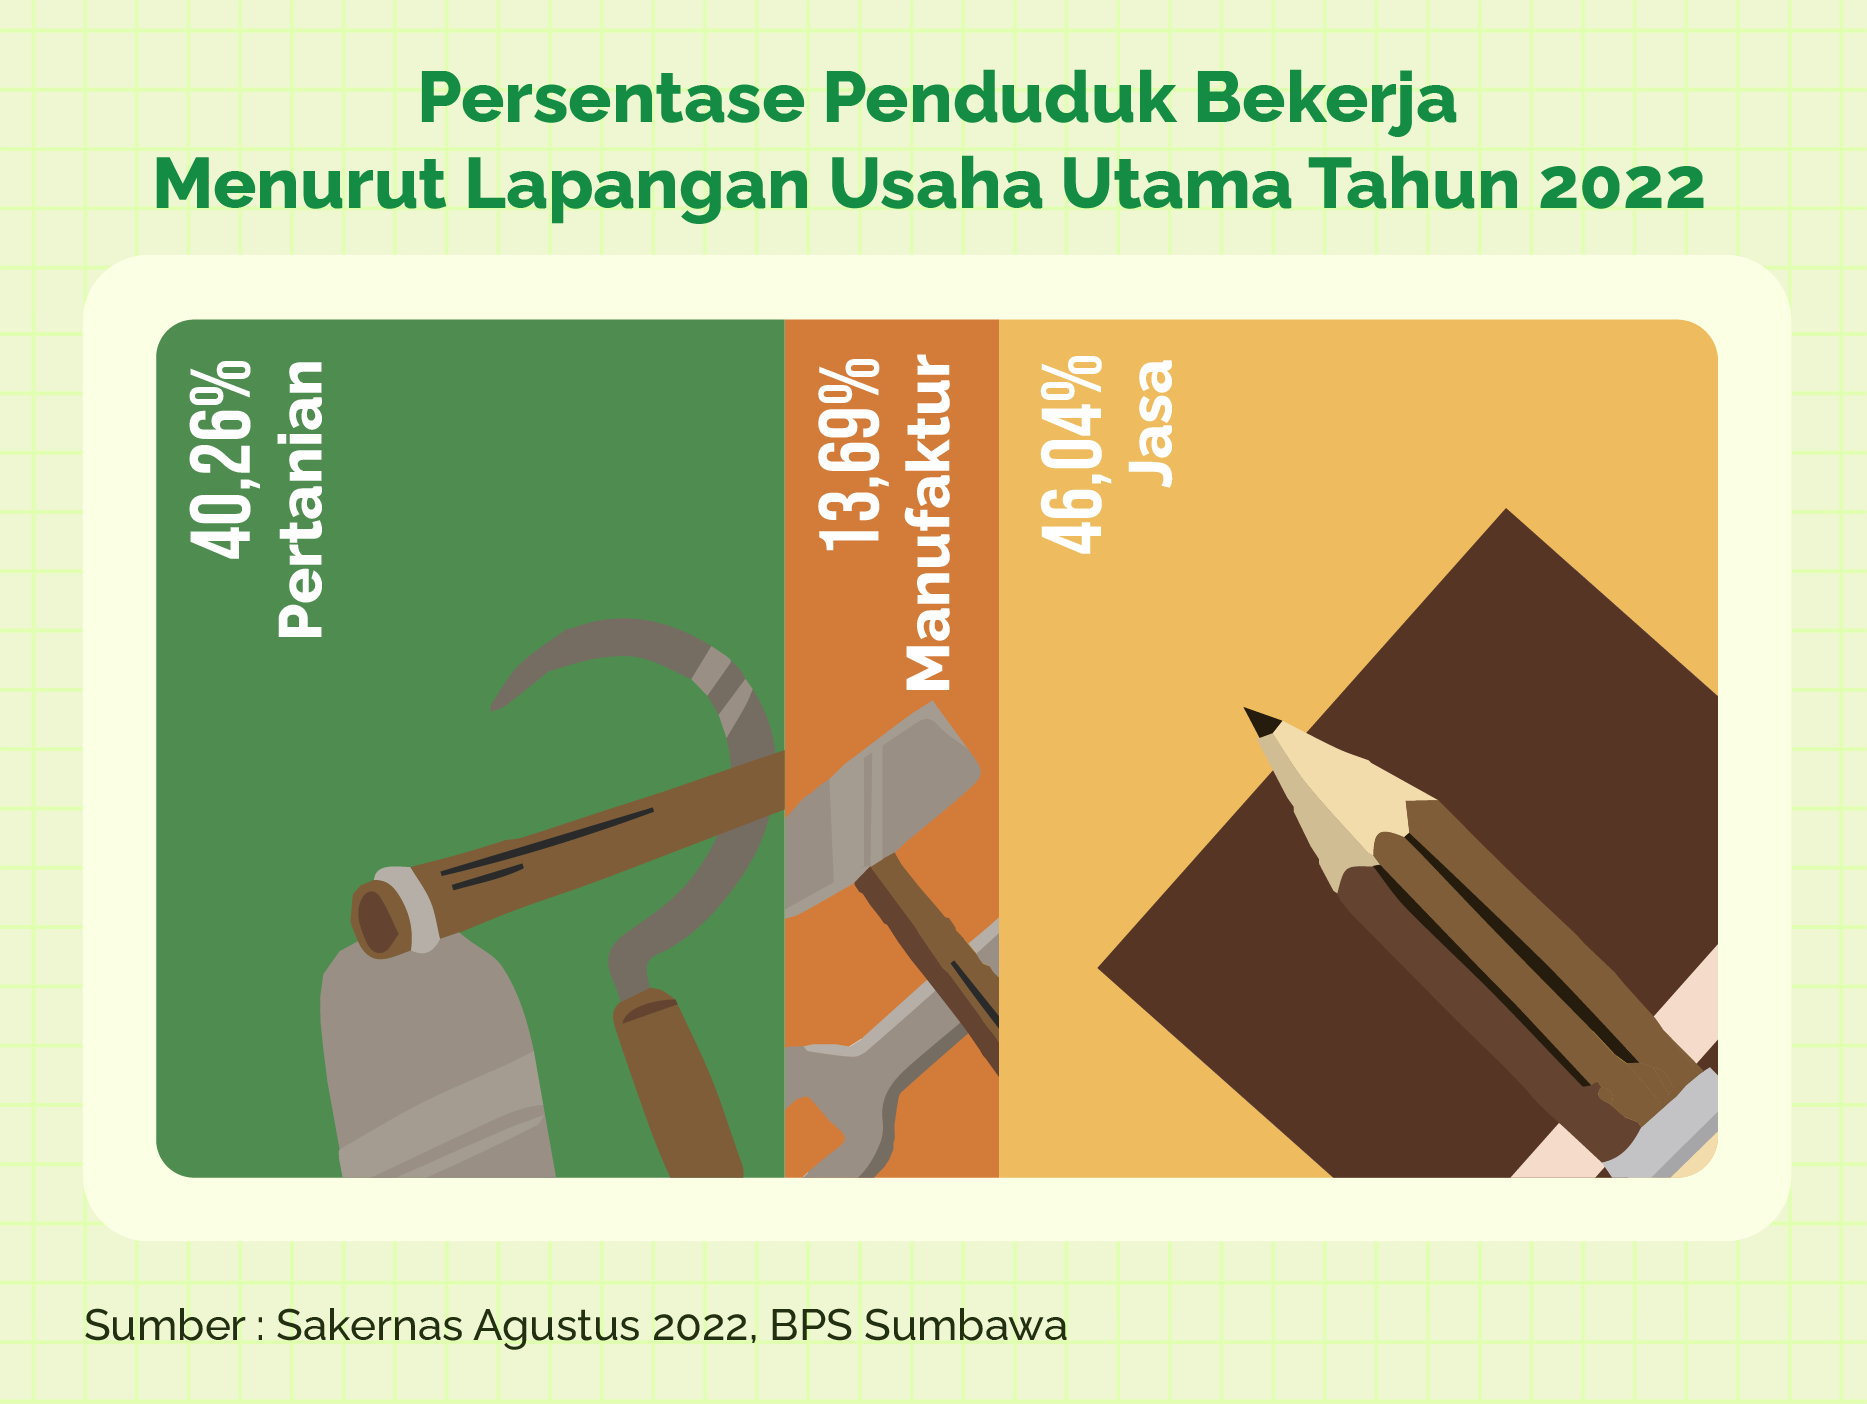 Persentase Penduduk Bekerja
Menurut Lapangan Usaha Utama Tahun 2022
40,26%
Pertanian
13,69%
Manufaktur
46,04%
Jasa
Sumber : Sakernas Agustus 2022, BPS Sumbawa